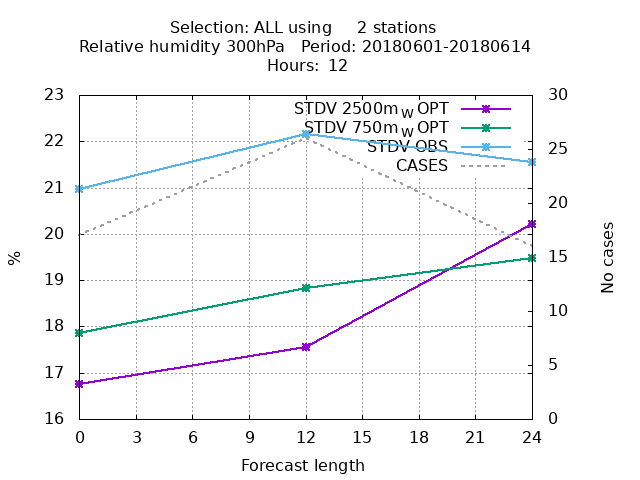 Selection: ALL using     2 stations
Relative humidity 300hPa   Period: 20180601-20180614
Hours: 12
STDV 2500m_W OPT
STDV 750m_W OPT
STDV OBS
CASES
%
No cases
23
22
21
20
19
18
17
16
30
25
20
15
10
5
0
0 3 6 9 12 15 18 21 24
Forecast length